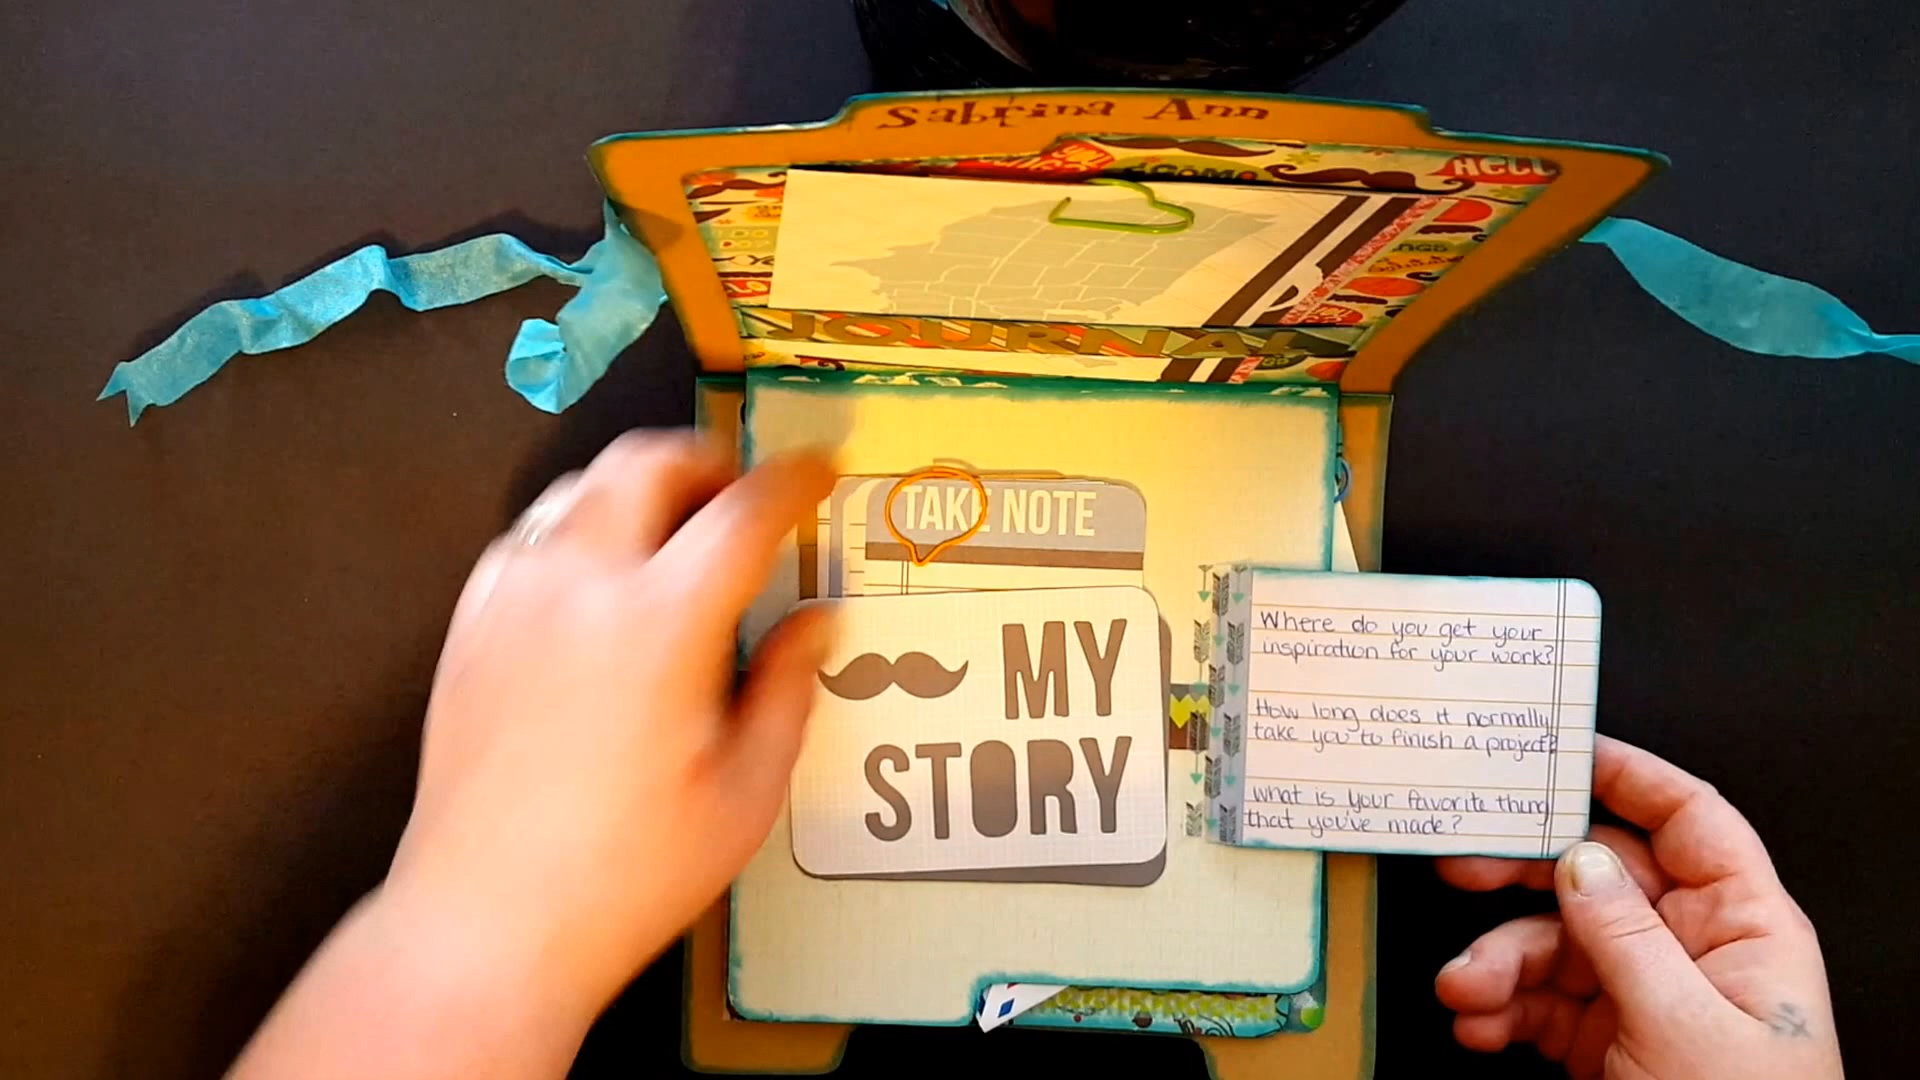 Sabrina Ann
HELL
JOURNAL
TAKE NOTE
MY
STORY
Where do you get your
inspiration for your work?
How long does it normally
take you to finish a project?
what is your favorite thing
that you've made?